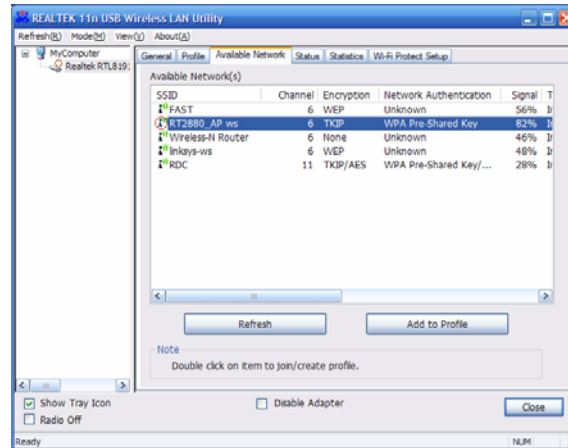 REALTEK 11n USB Wireless LAN Utility
Refresh(R) Mode(M) View(V) About(A)
MyComputer
Realtek RTL819:
General Profile Available Network Status Statistics Wi-Fi Protect Setup
Available Network(s)
SSID Channel Encryption Network Authentication Signal T
FAST 6 WEP Unknown 56% I
RT2880_AP ws 6 TKIP WPA Pre-Shared Key 82% I
Wireless-N Router 6 None Unknown 46% I
linksys-ws 6 WEP Unknown 48% I
RDC 11 TKIP/AES WPA Pre-Shared Key/... 28% I
Refresh Add to Profile
Note
Double click on item to join/create profile.
Show Tray Icon Disable Adapter Close
Radio Off
Ready NUM